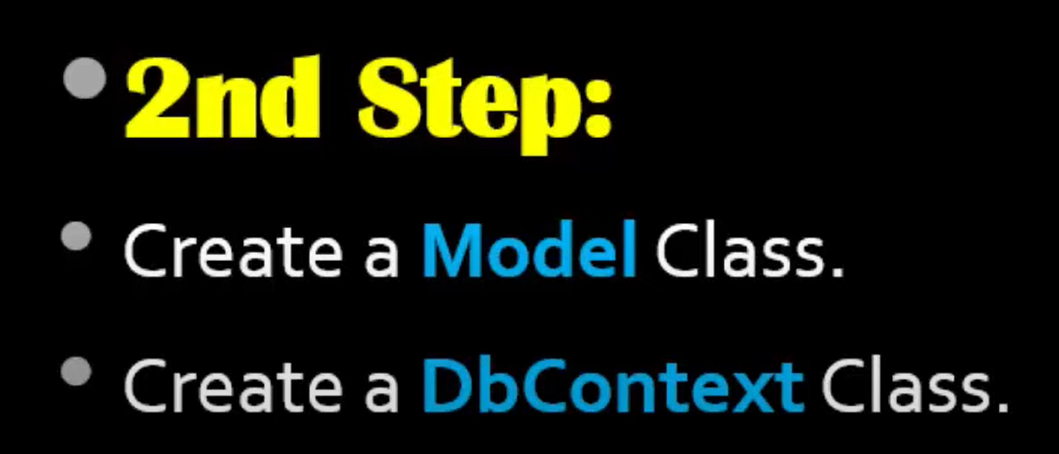 2nd Step:
Create a Model Class.
Create a DbContext Class.